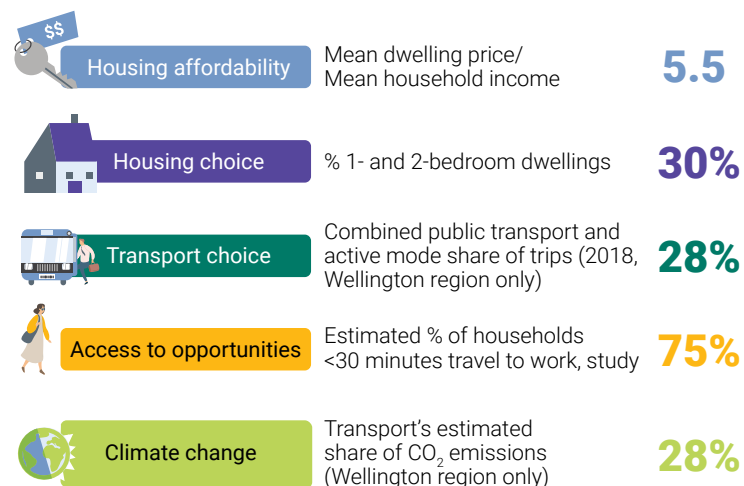 $$
Housing affordability
Mean dwelling price/
Mean household income
5.5
Housing choice
% 1- and 2-bedroom dwellings
30%
Transport choice
Combined public transport and
active mode share of trips (2018,
Wellington region only)
28%
Access to opportunities
Estimated % of households
<30 minutes travel to work, study
75%
Climate change
Transport’s estimated
share of CO₂ emissions
(Wellington region only)
28%